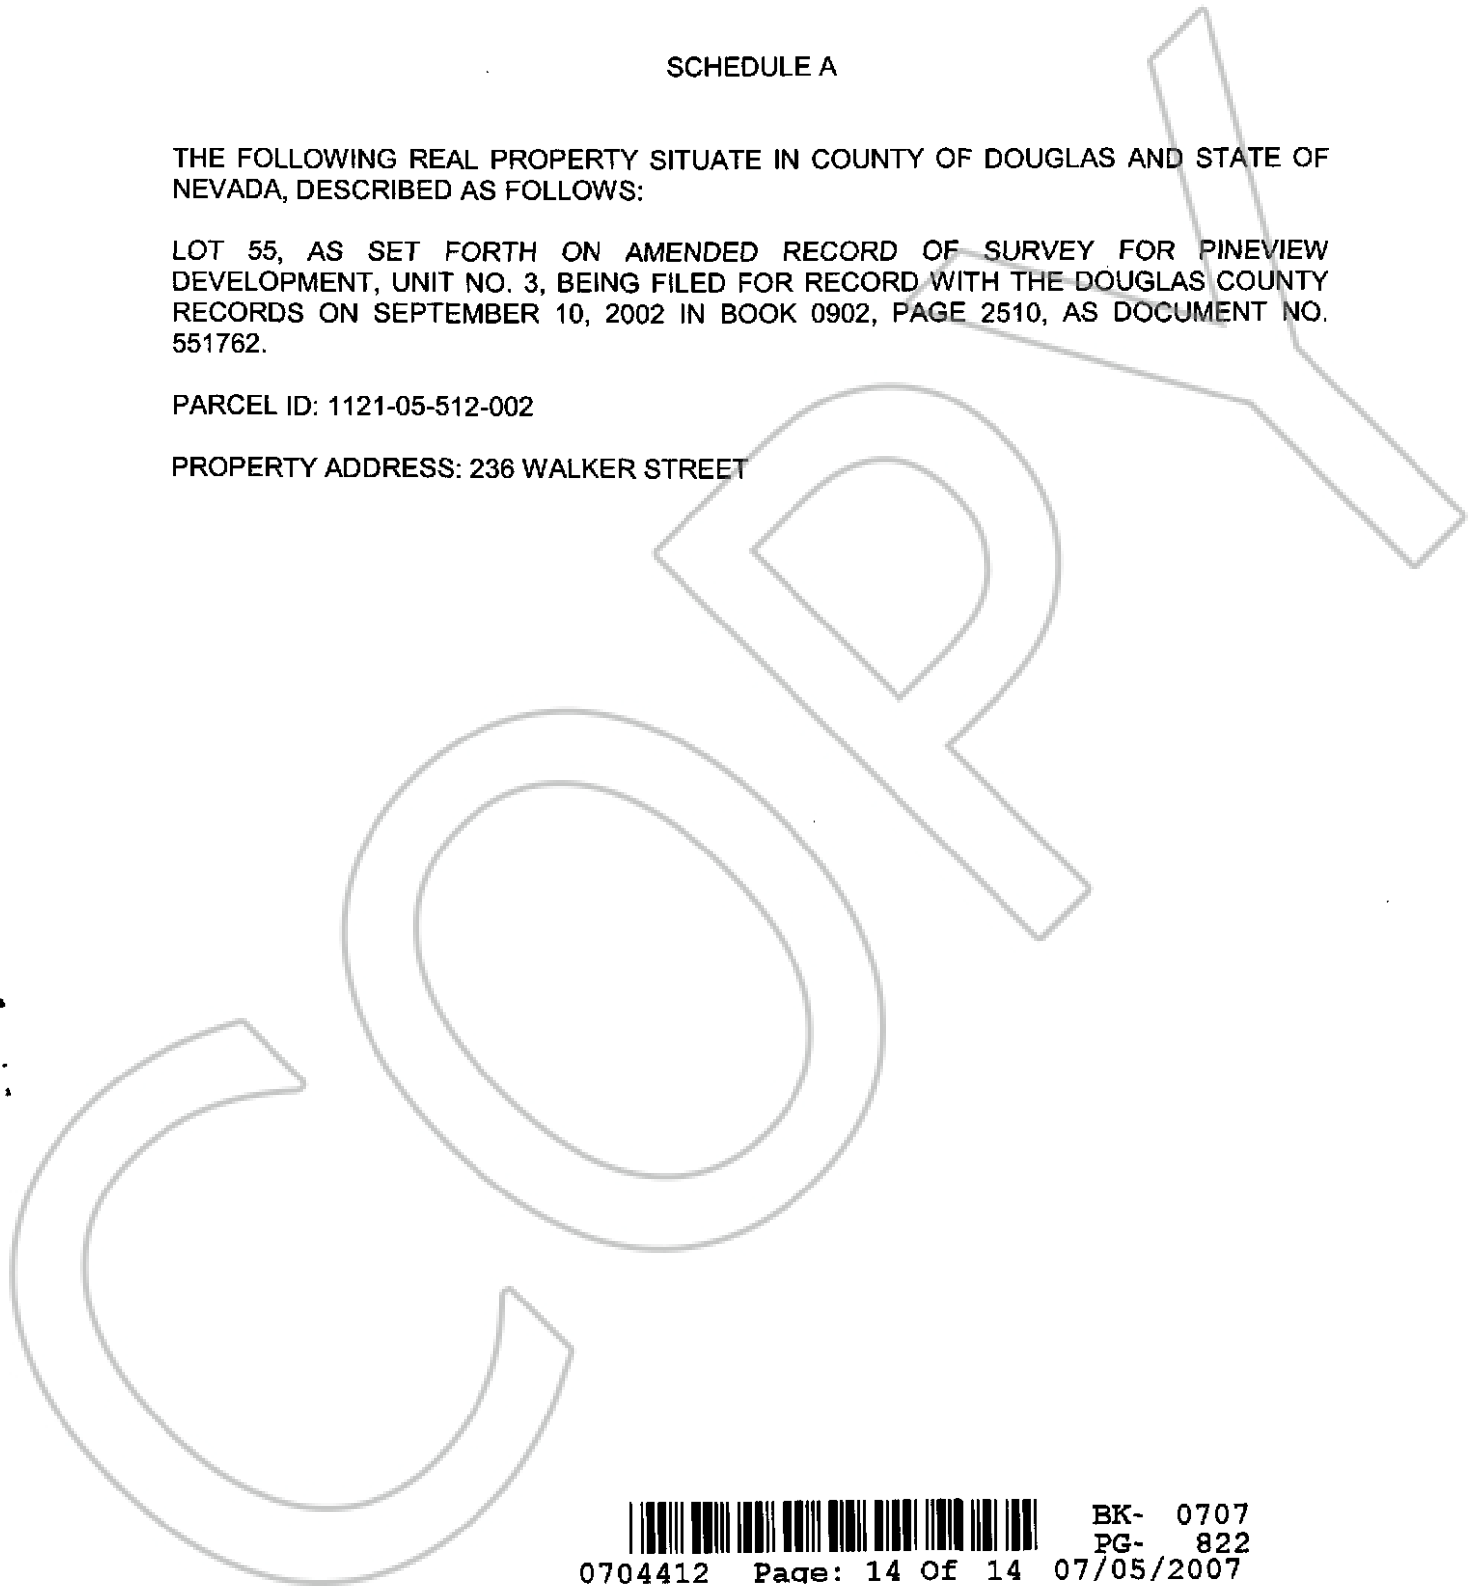 SCHEDULE A
THE FOLLOWING REAL PROPERTY SITUATE IN COUNTY OF DOUGLAS AND STATE OF
NEVADA, DESCRIBED AS FOLLOWS:
LOT 55, AS SET FORTH ON AMENDED RECORD OF SURVEY FOR PINEVIEW
DEVELOPMENT, UNIT NO. 3, BEING FILED FOR RECORD WITH THE DOUGLAS COUNTY
RECORDS ON SEPTEMBER 10, 2002 IN BOOK 0902, PAGE 2510, AS DOCUMENT NO.
551762.
PARCEL ID: 1121-05-512-002
PROPERTY ADDRESS: 236 WALKER STREET
COPY
BK- 0707
PG- 822
0704412 Page: 14 Of 14 07/05/2007